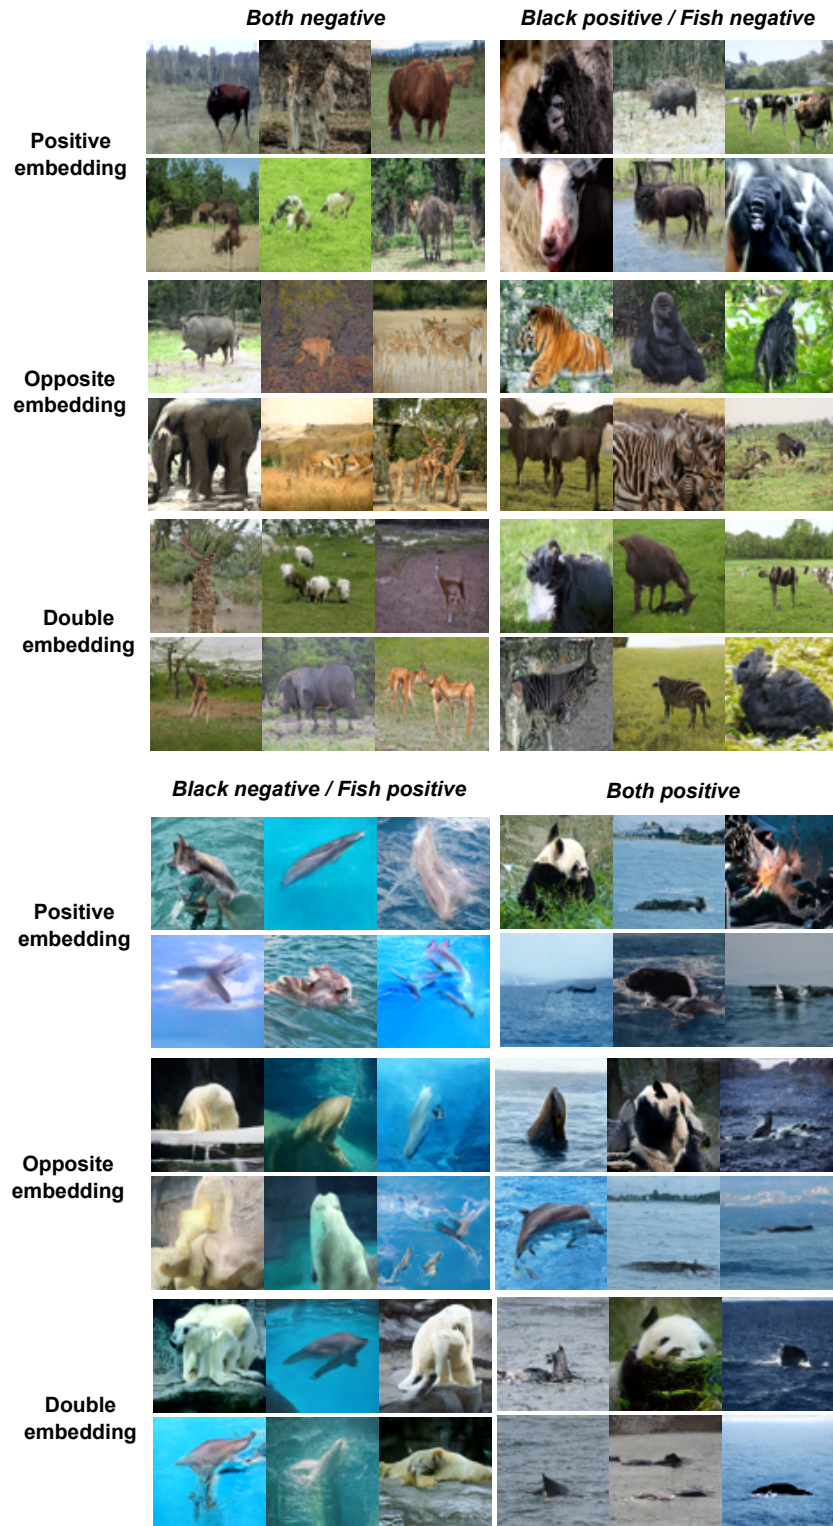 Both negative
Black positive / Fish negative
Positive
embedding
Opposite
embedding
Double
embedding
Black negative / Fish positive
Both positive
Positive
embedding
Opposite
embedding
Double
embedding